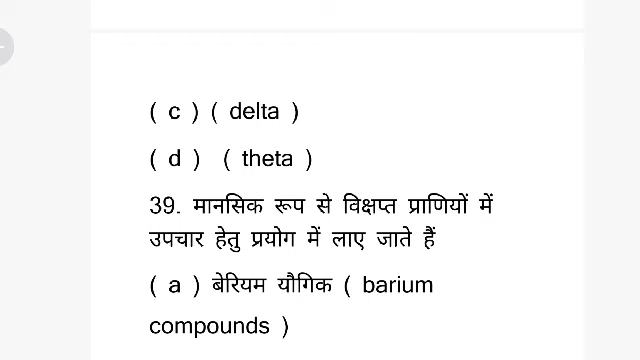 ( c ) ( delta )
( d ) ( theta )
39. मानसिक रूप से विक्षप्त प्राणियों में
उपचार हेतु प्रयोग में लाए जाते हैं
( a ) बेरियम यौगिक ( barium
compounds )